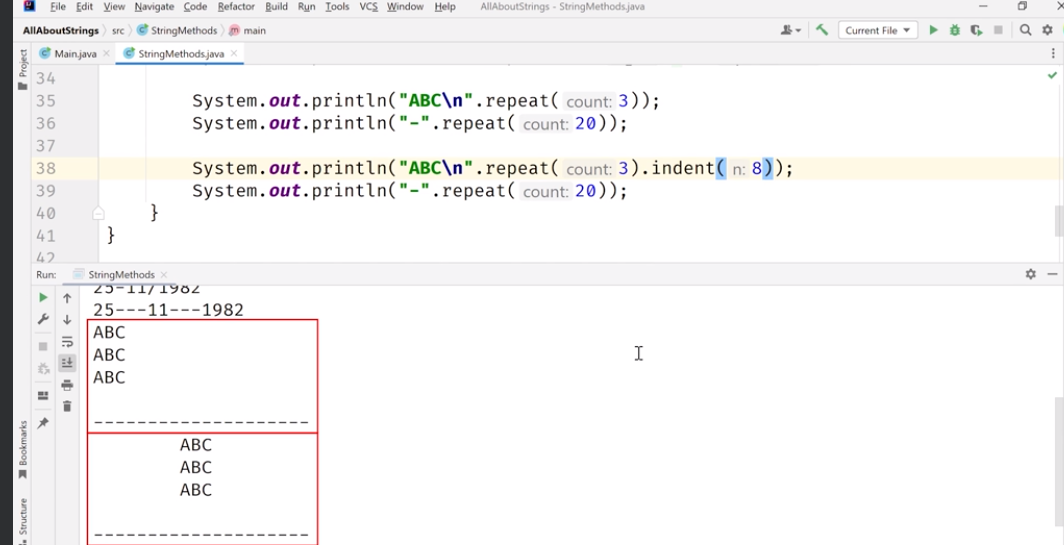 File Edit View Navigate Code Refactor Build Run Tools VCS Window Help AllAboutStrings - StringMethods.java
AllAboutStrings src StringMethods main Current File
Project
Main.java StringMethods.java
34
35 System.out.println("ABC\n".repeat( count: 3));
36 System.out.println("-".repeat( count: 20));
37
38 System.out.println("ABC\n".repeat( count: 3).indent( n: 8));
39 System.out.println("-".repeat( count: 20));
40 }
41 }
42
Run: StringMethods
25-11/1982
25---11---1982
ABC
ABC
ABC
--------------------
ABC
ABC
ABC
--------------------
Bookmarks
Structure